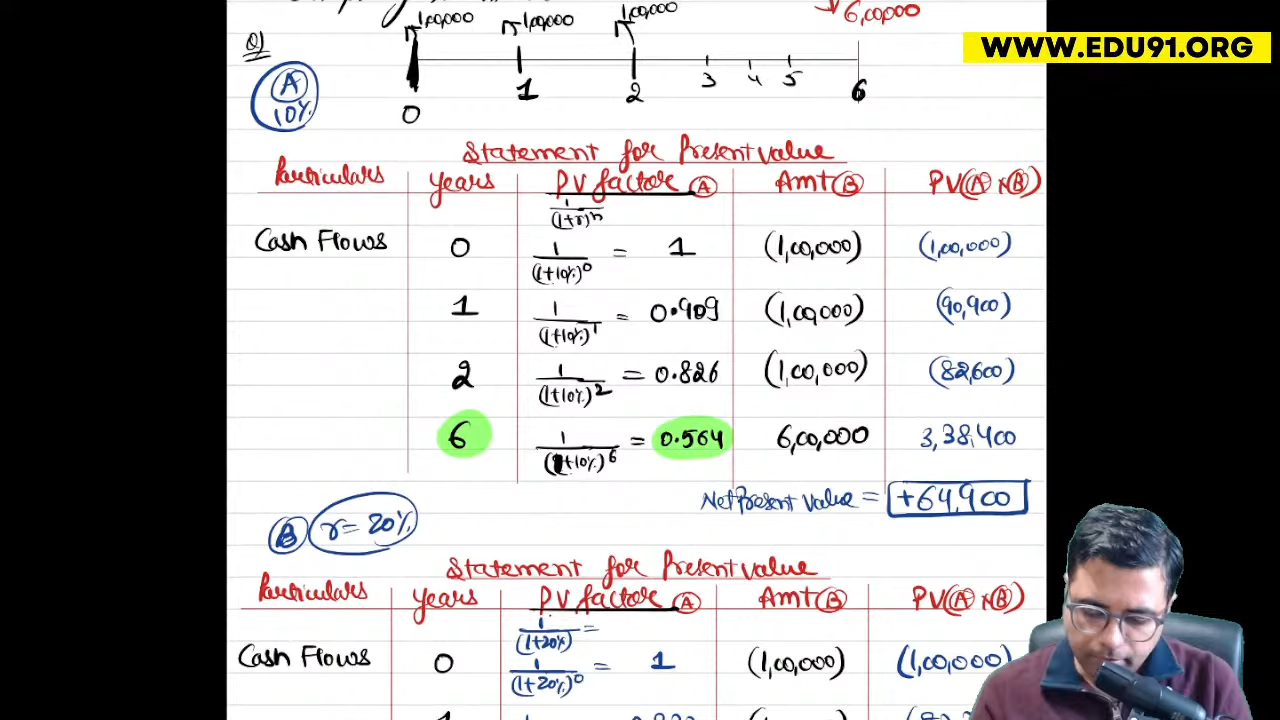 1,00,000 1,00,000 1,00,000 6,00,000
WWW.EDU91.ORG
Q)
A 10%
0 1 2 3 4 5 6
Statement for Present value
Particulars Years PV factor A Amt B PV(A × B)
1/(1+r)^n
Cash Flows 0 1/(1+10%)^0 = 1 (1,00,000) (1,00,000)
1 1/(1+10%)^1 = 0.909 (1,00,000) (90,900)
2 1/(1+10%)^2 = 0.826 (1,00,000) (82,600)
6 1/(1+10%)^6 = 0.564 6,00,000 3,38,400
Net Present Value = +64,900
B r = 20%
Statement for Present value
Particulars Years PV factor A Amt B PV(A × B)
1/(1+20%) =
Cash Flows 0 1/(1+20%)^0 = 1 (1,00,000) (1,00,000)